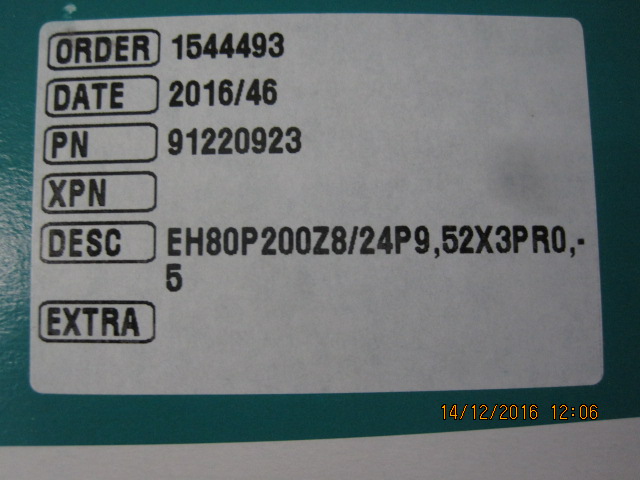 ORDER 1544493
DATE 2016/46
PN 91220923
XPN
DESC EH80P200Z8/24P9,52X3PR0,-
5
EXTRA
14/12/2016 12:06